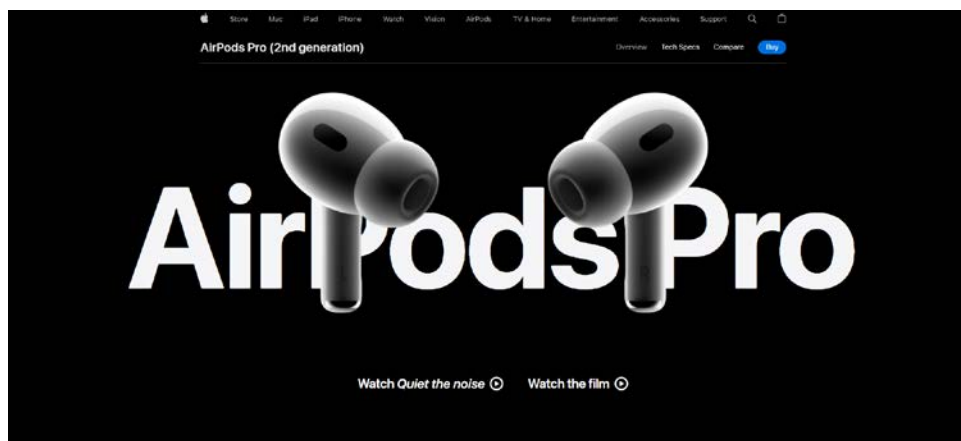 Store Mac iPad iPhone Watch Vision AirPods TV & Home Entertainment Accessories Support
AirPods Pro (2nd generation) Overview Tech Specs Compare Buy
AirPods Pro
Watch Quiet the noise Watch the film